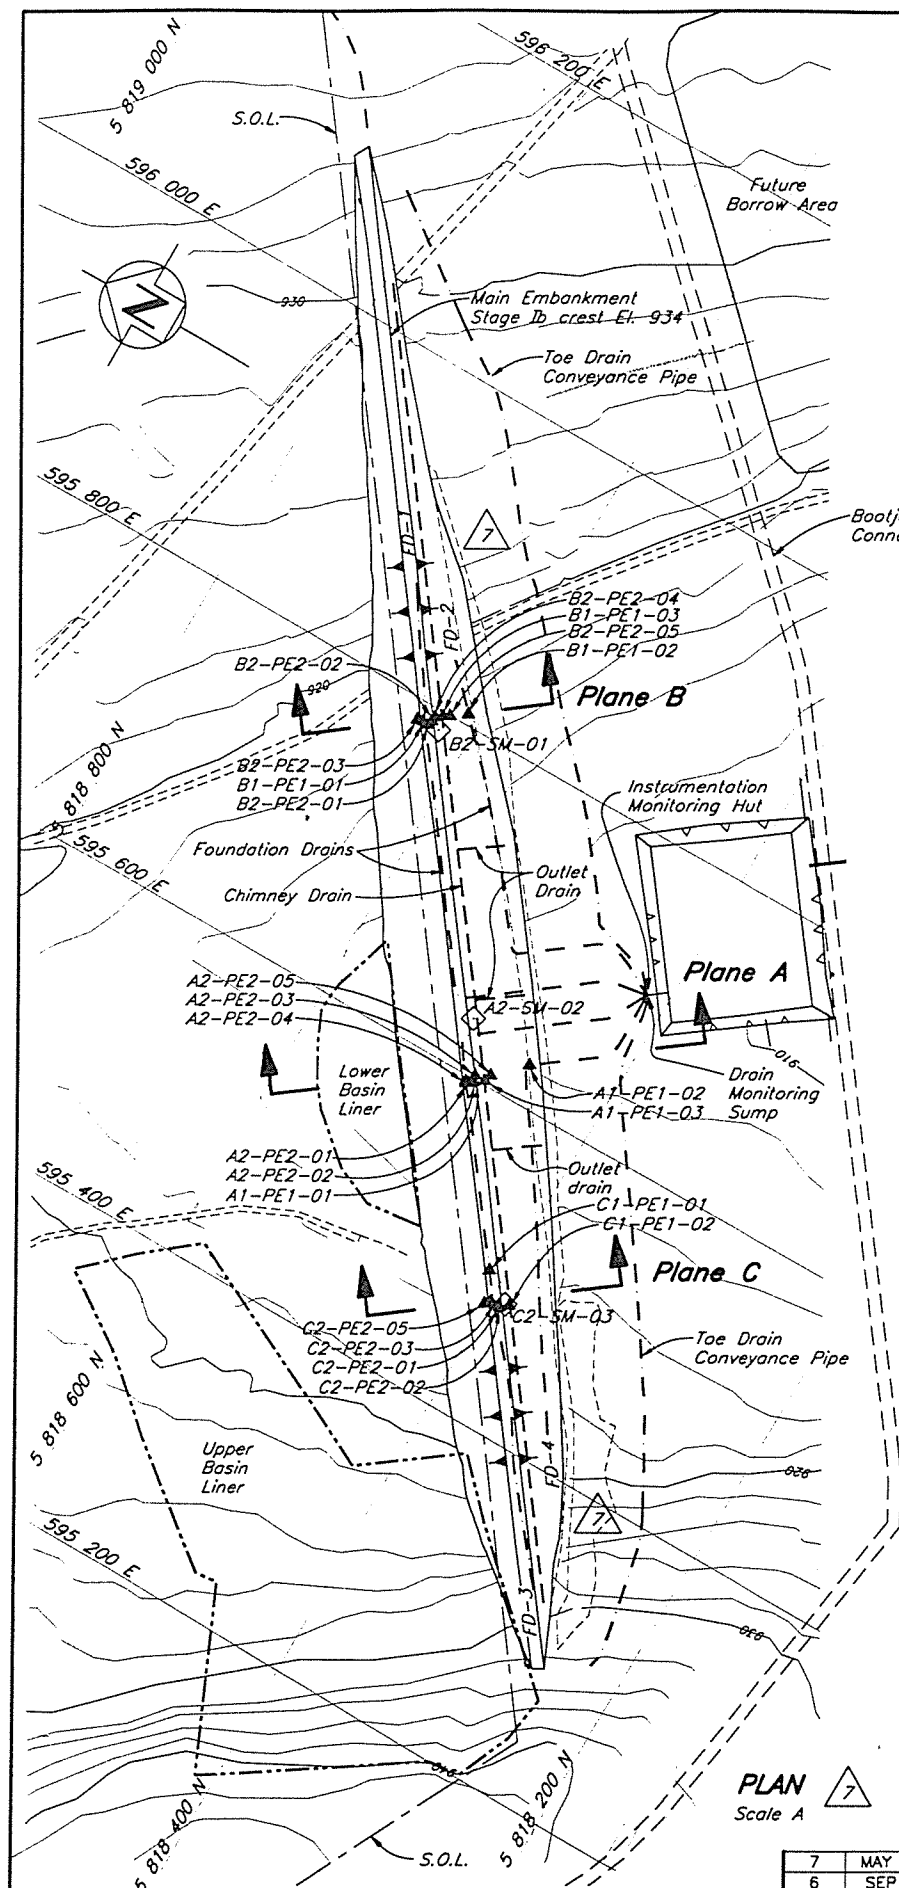 5 819 000 N
596 200 E
S.O.L.
596 000 E
Future
Borrow Area
930
Main Embankment
Stage Ib crest El. 934
Toe Drain
Conveyance Pipe
595 800 E
7
FD-1
FD-2
B2-PE2-04
B1-PE1-03
B2-PE2-05
B1-PE1-02
B2-PE2-02
920
Plane B
B2-SM-01
5 818 800 N
B2-PE2-03
B1-PE1-01
B2-PE2-01
Instrumentation
Monitoring Hut
595 600 E
Foundation Drains
Outlet
Drain
Chimney Drain
Plane A
A2-PE2-05
A2-PE2-03
A2-PE2-04
A2-SM-02
910
Lower
Basin
Liner
Drain
Monitoring
Sump
A1-PE1-02
A1-PE1-03
A2-PE2-01
A2-PE2-02
A1-PE1-01
Outlet
drain
595 400 E
C1-PE1-01
C1-PE1-02
Plane C
C2-SM-03
C2-PE2-05
C2-PE2-03
C2-PE2-01
C2-PE2-02
Toe Drain
Conveyance Pipe
5 818 600 N
Upper
Basin
Liner
FD-4
920
7
595 200 E
FD-3
930
PLAN
7
Scale A
5 818 400 N
5 818 200 N
S.O.L.
7 MAY
6 SEP